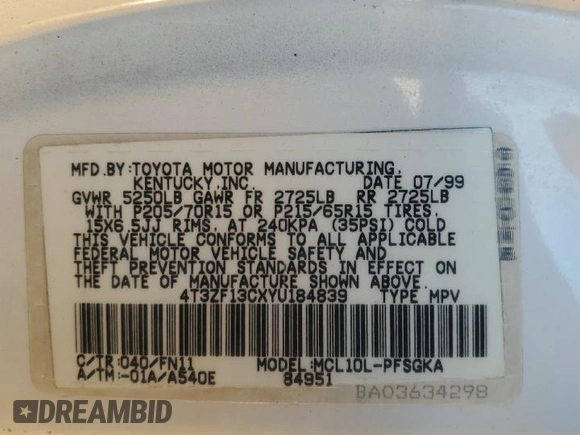 MFD.BY:TOYOTA MOTOR MANUFACTURING,
KENTUCKY,INC. DATE 07/99
GVWR 5250LB GAWR FR 2725LB RR 2725LB
WITH P205/70R15 OR P215/65R15 TIRES,
15X6.5JJ RIMS, AT 240KPA (35PSI) COLD
THIS VEHICLE CONFORMS TO ALL APPLICABLE
FEDERAL MOTOR VEHICLE SAFETY AND
THEFT PREVENTION STANDARDS IN EFFECT ON
THE DATE OF MANUFACTURE SHOWN ABOVE.
4T3ZF13CXYU184839 TYPE MPV
C/TR:040/FN11 MODEL:MCL10L-PFSGKA
A/TM:-01A/A540E 84951
BA03634298
DREAMBID